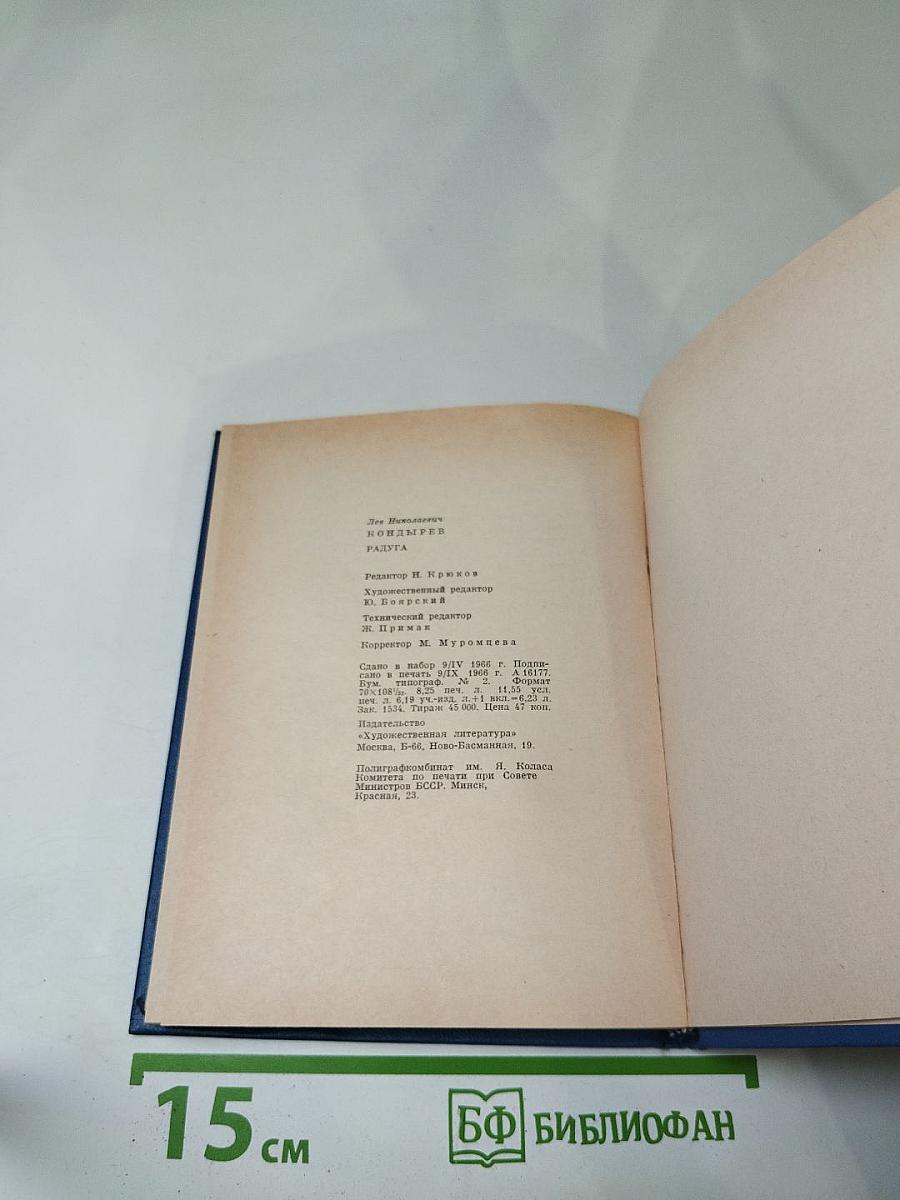 Лев Николаевич
КОНДЫРЕВ
РАДУГА
Редактор Н. Крюков
Художественный редактор
Ю. Боярский
Технический редактор
Ж. Примак
Корректор М. Муромцева
Сдано в набор 9/IV 1966 г. Подпи-
сано в печать 9/IX 1966 г. А 16177.
Бум. типограф. № 2. Формат
70×108 1/32. 8,25 печ. л. 11,55 усл.
печ. л. 6,19 уч.-изд. л.+1 вкл.=6,23 л.
Зак. 1534. Тираж 45 000. Цена 47 коп.
Издательство
«Художественная литература»
Москва, Б-66, Ново-Басманная, 19.
Полиграфкомбинат им. Я. Коласа
Комитета по печати при Совете
Министров БССР. Минск,
Красная, 23.
15 см
БФ БИБЛИОФАН